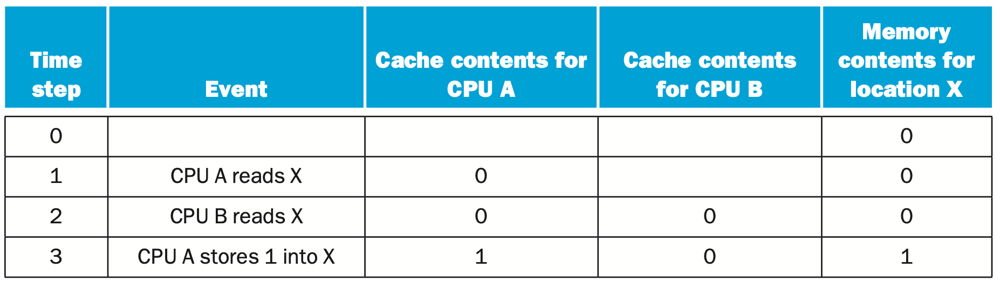 Time step
Event
Cache contents for CPU A
Cache contents for CPU B
Memory contents for location X
0
0
1
CPU A reads X
0
0
2
CPU B reads X
0
0
0
3
CPU A stores 1 into X
1
0
1